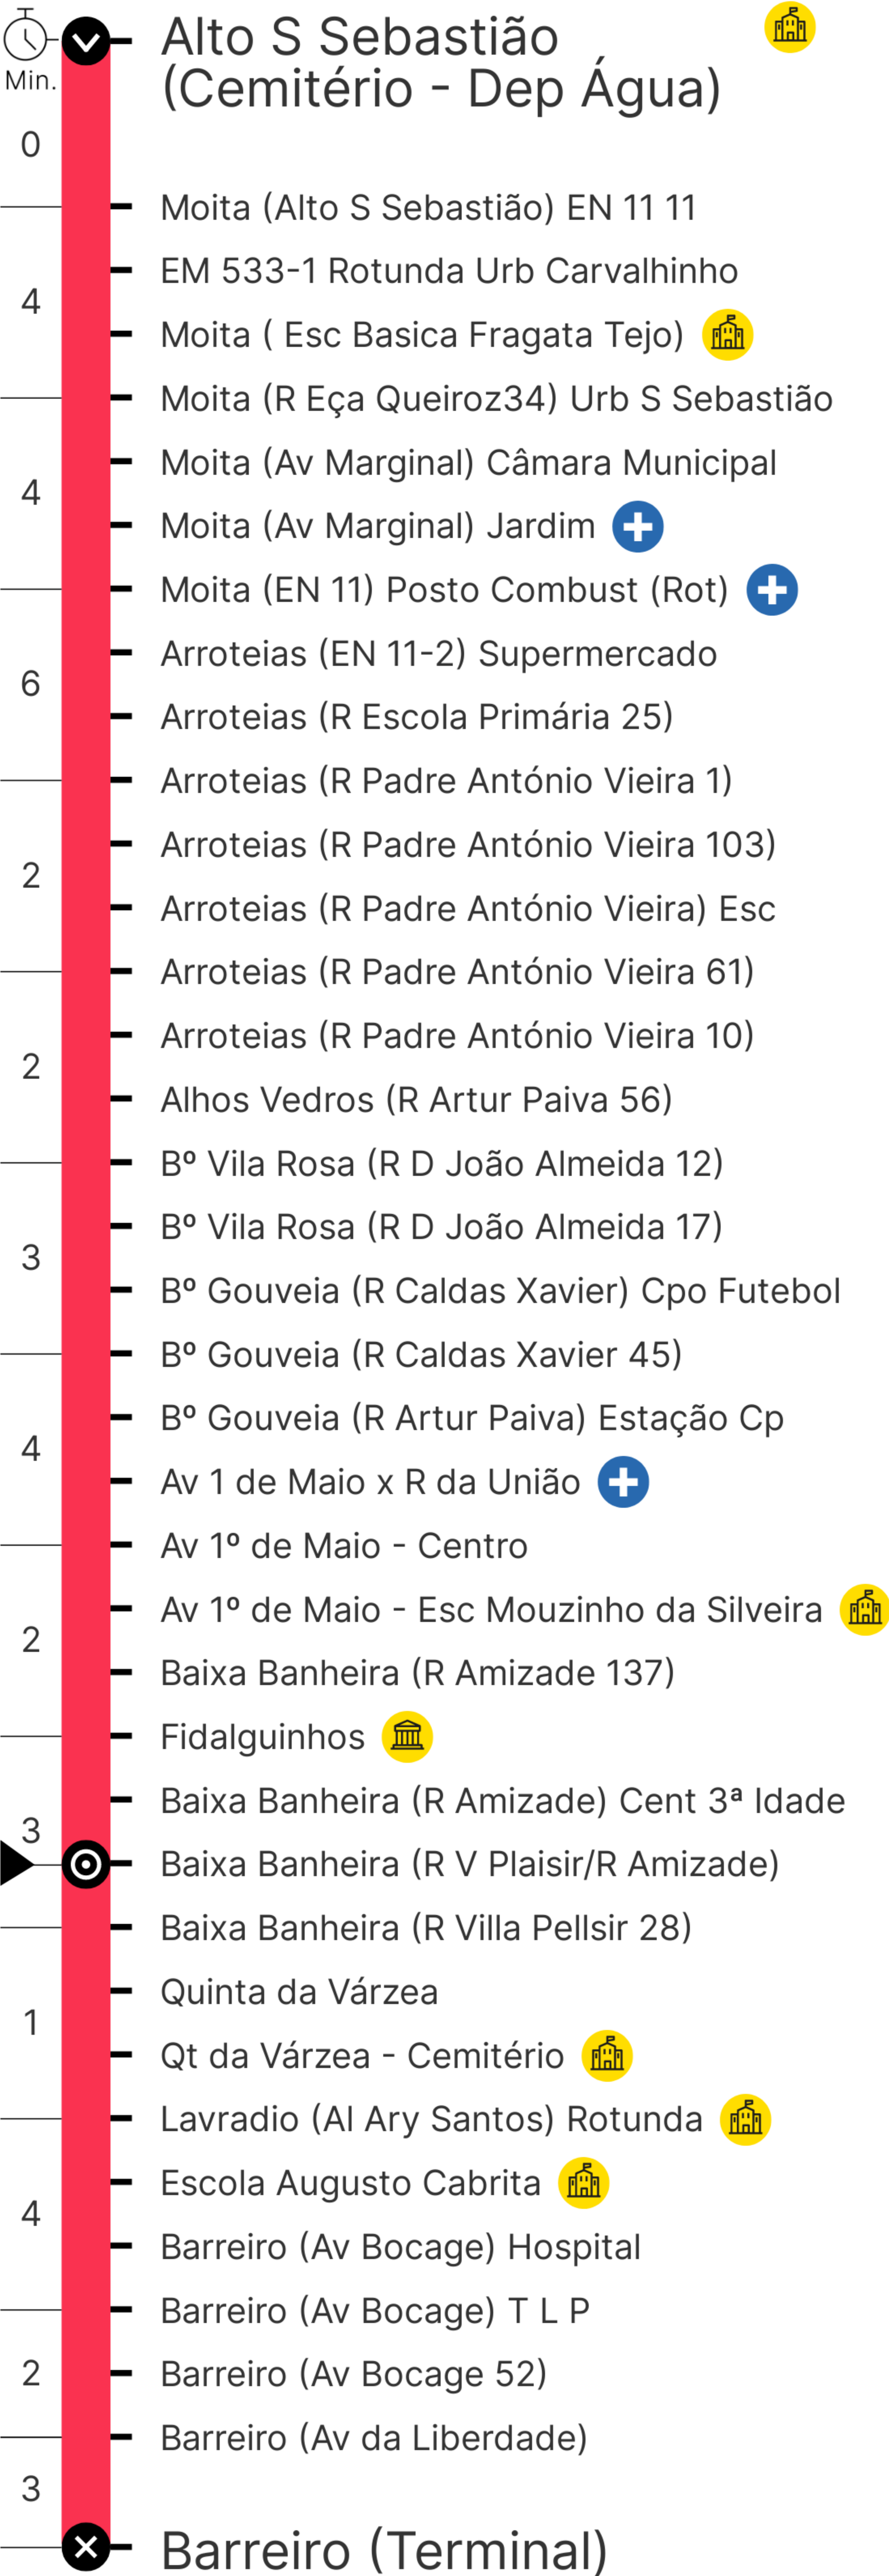 Alto S Sebastião
Min.
(Cemitério - Dep Água)
0
Moita (Alto S Sebastião) EN 11 11
EM 533-1 Rotunda Urb Carvalhinho
4
Moita ( Esc Basica Fragata Tejo)
Moita (R Eça Queiroz34) Urb S Sebastião
Moita (Av Marginal) Câmara Municipal
4
Moita (Av Marginal) Jardim
Moita (EN 11) Posto Combust (Rot)
Arroteias (EN 11-2) Supermercado
6
Arroteias (R Escola Primária 25)
Arroteias (R Padre António Vieira 1)
Arroteias (R Padre António Vieira 103)
2
Arroteias (R Padre António Vieira) Esc
Arroteias (R Padre António Vieira 61)
Arroteias (R Padre António Vieira 10)
2
Alhos Vedros (R Artur Paiva 56)
Bº Vila Rosa (R D João Almeida 12)
Bº Vila Rosa (R D João Almeida 17)
3
Bº Gouveia (R Caldas Xavier) Cpo Futebol
Bº Gouveia (R Caldas Xavier 45)
Bº Gouveia (R Artur Paiva) Estação Cp
4
Av 1 de Maio x R da União
Av 1º de Maio - Centro
Av 1º de Maio - Esc Mouzinho da Silveira
2
Baixa Banheira (R Amizade 137)
Fidalguinhos
Baixa Banheira (R Amizade) Cent 3ª Idade
3
Baixa Banheira (R V Plaisir/R Amizade)
Baixa Banheira (R Villa Pellsir 28)
Quinta da Várzea
1
Qt da Várzea - Cemitério
Lavradio (Al Ary Santos) Rotunda
Escola Augusto Cabrita
4
Barreiro (Av Bocage) Hospital
Barreiro (Av Bocage) T L P
2
Barreiro (Av Bocage 52)
Barreiro (Av da Liberdade)
3
Barreiro (Terminal)